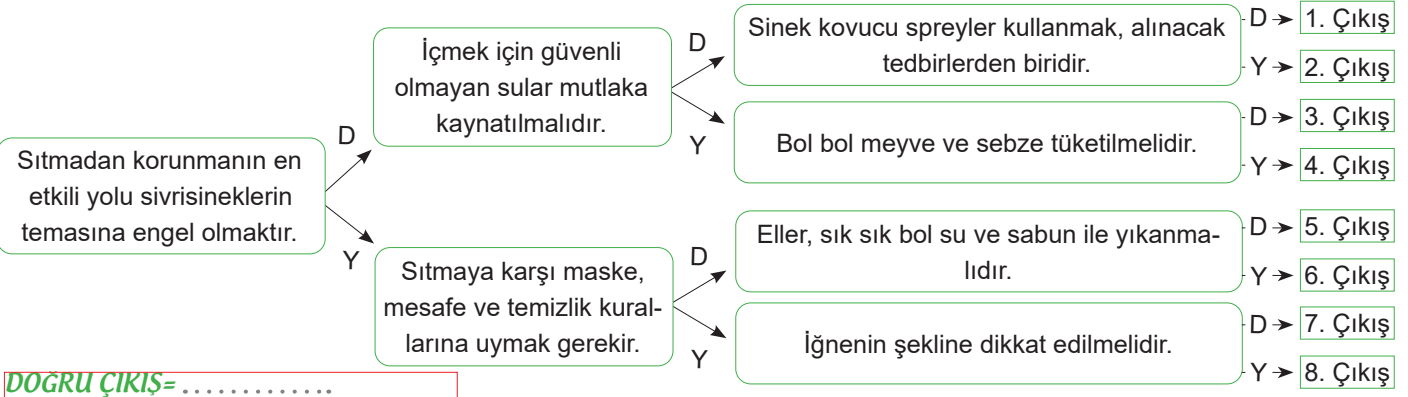 Sıtmadan korunmanın en
etkili yolu sivrisineklerin
temasına engel olmaktır.
D
Y
İçmek için güvenli
olmayan sular mutlaka
kaynatılmalıdır.
D
Y
Sıtmaya karşı maske,
mesafe ve temizlik kural-
larına uymak gerekir.
D
Y
Sinek kovucu spreyler kullanmak, alınacak
tedbirlerden biridir.
D
1. Çıkış
Y
2. Çıkış
Bol bol meyve ve sebze tüketilmelidir.
D
3. Çıkış
Y
4. Çıkış
Eller, sık sık bol su ve sabun ile yıkanma-
lıdır.
D
5. Çıkış
Y
6. Çıkış
İğnenin şekline dikkat edilmelidir.
D
7. Çıkış
Y
8. Çıkış
DOĞRU ÇIKIŞ= . . . . . . . . . . . . .